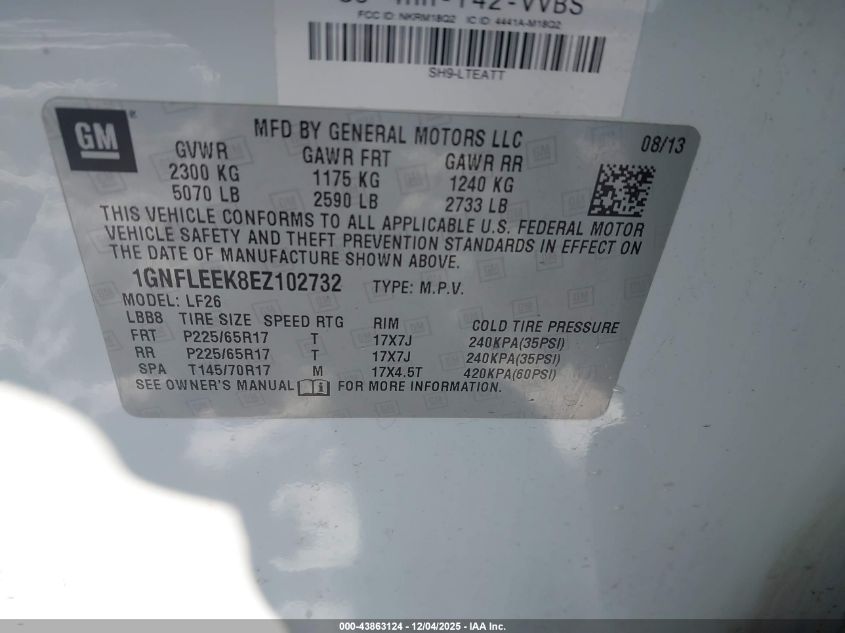 FCC ID: NKRM18Q2 IC ID: 4441A-M18Q2
SH9-LTEATT
GM
MFD BY GENERAL MOTORS LLC 08/13
GVWR GAWR FRT GAWR RR
2300 KG 1175 KG 1240 KG
5070 LB 2590 LB 2733 LB
THIS VEHICLE CONFORMS TO ALL APPLICABLE U.S. FEDERAL MOTOR
VEHICLE SAFETY AND THEFT PREVENTION STANDARDS IN EFFECT ON
THE DATE OF MANUFACTURE SHOWN ABOVE.
1GNFLEEK8EZ102732 TYPE: M.P.V.
MODEL: LF26
LBB8 TIRE SIZE SPEED RTG RIM COLD TIRE PRESSURE
FRT P225/65R17 T 17X7J 240KPA(35PSI)
RR P225/65R17 T 17X7J 240KPA(35PSI)
SPA T145/70R17 M 17X4.5T 420KPA(60PSI)
SEE OWNER'S MANUAL FOR MORE INFORMATION.
000-43863124 - 12/04/2025 - IAA Inc.